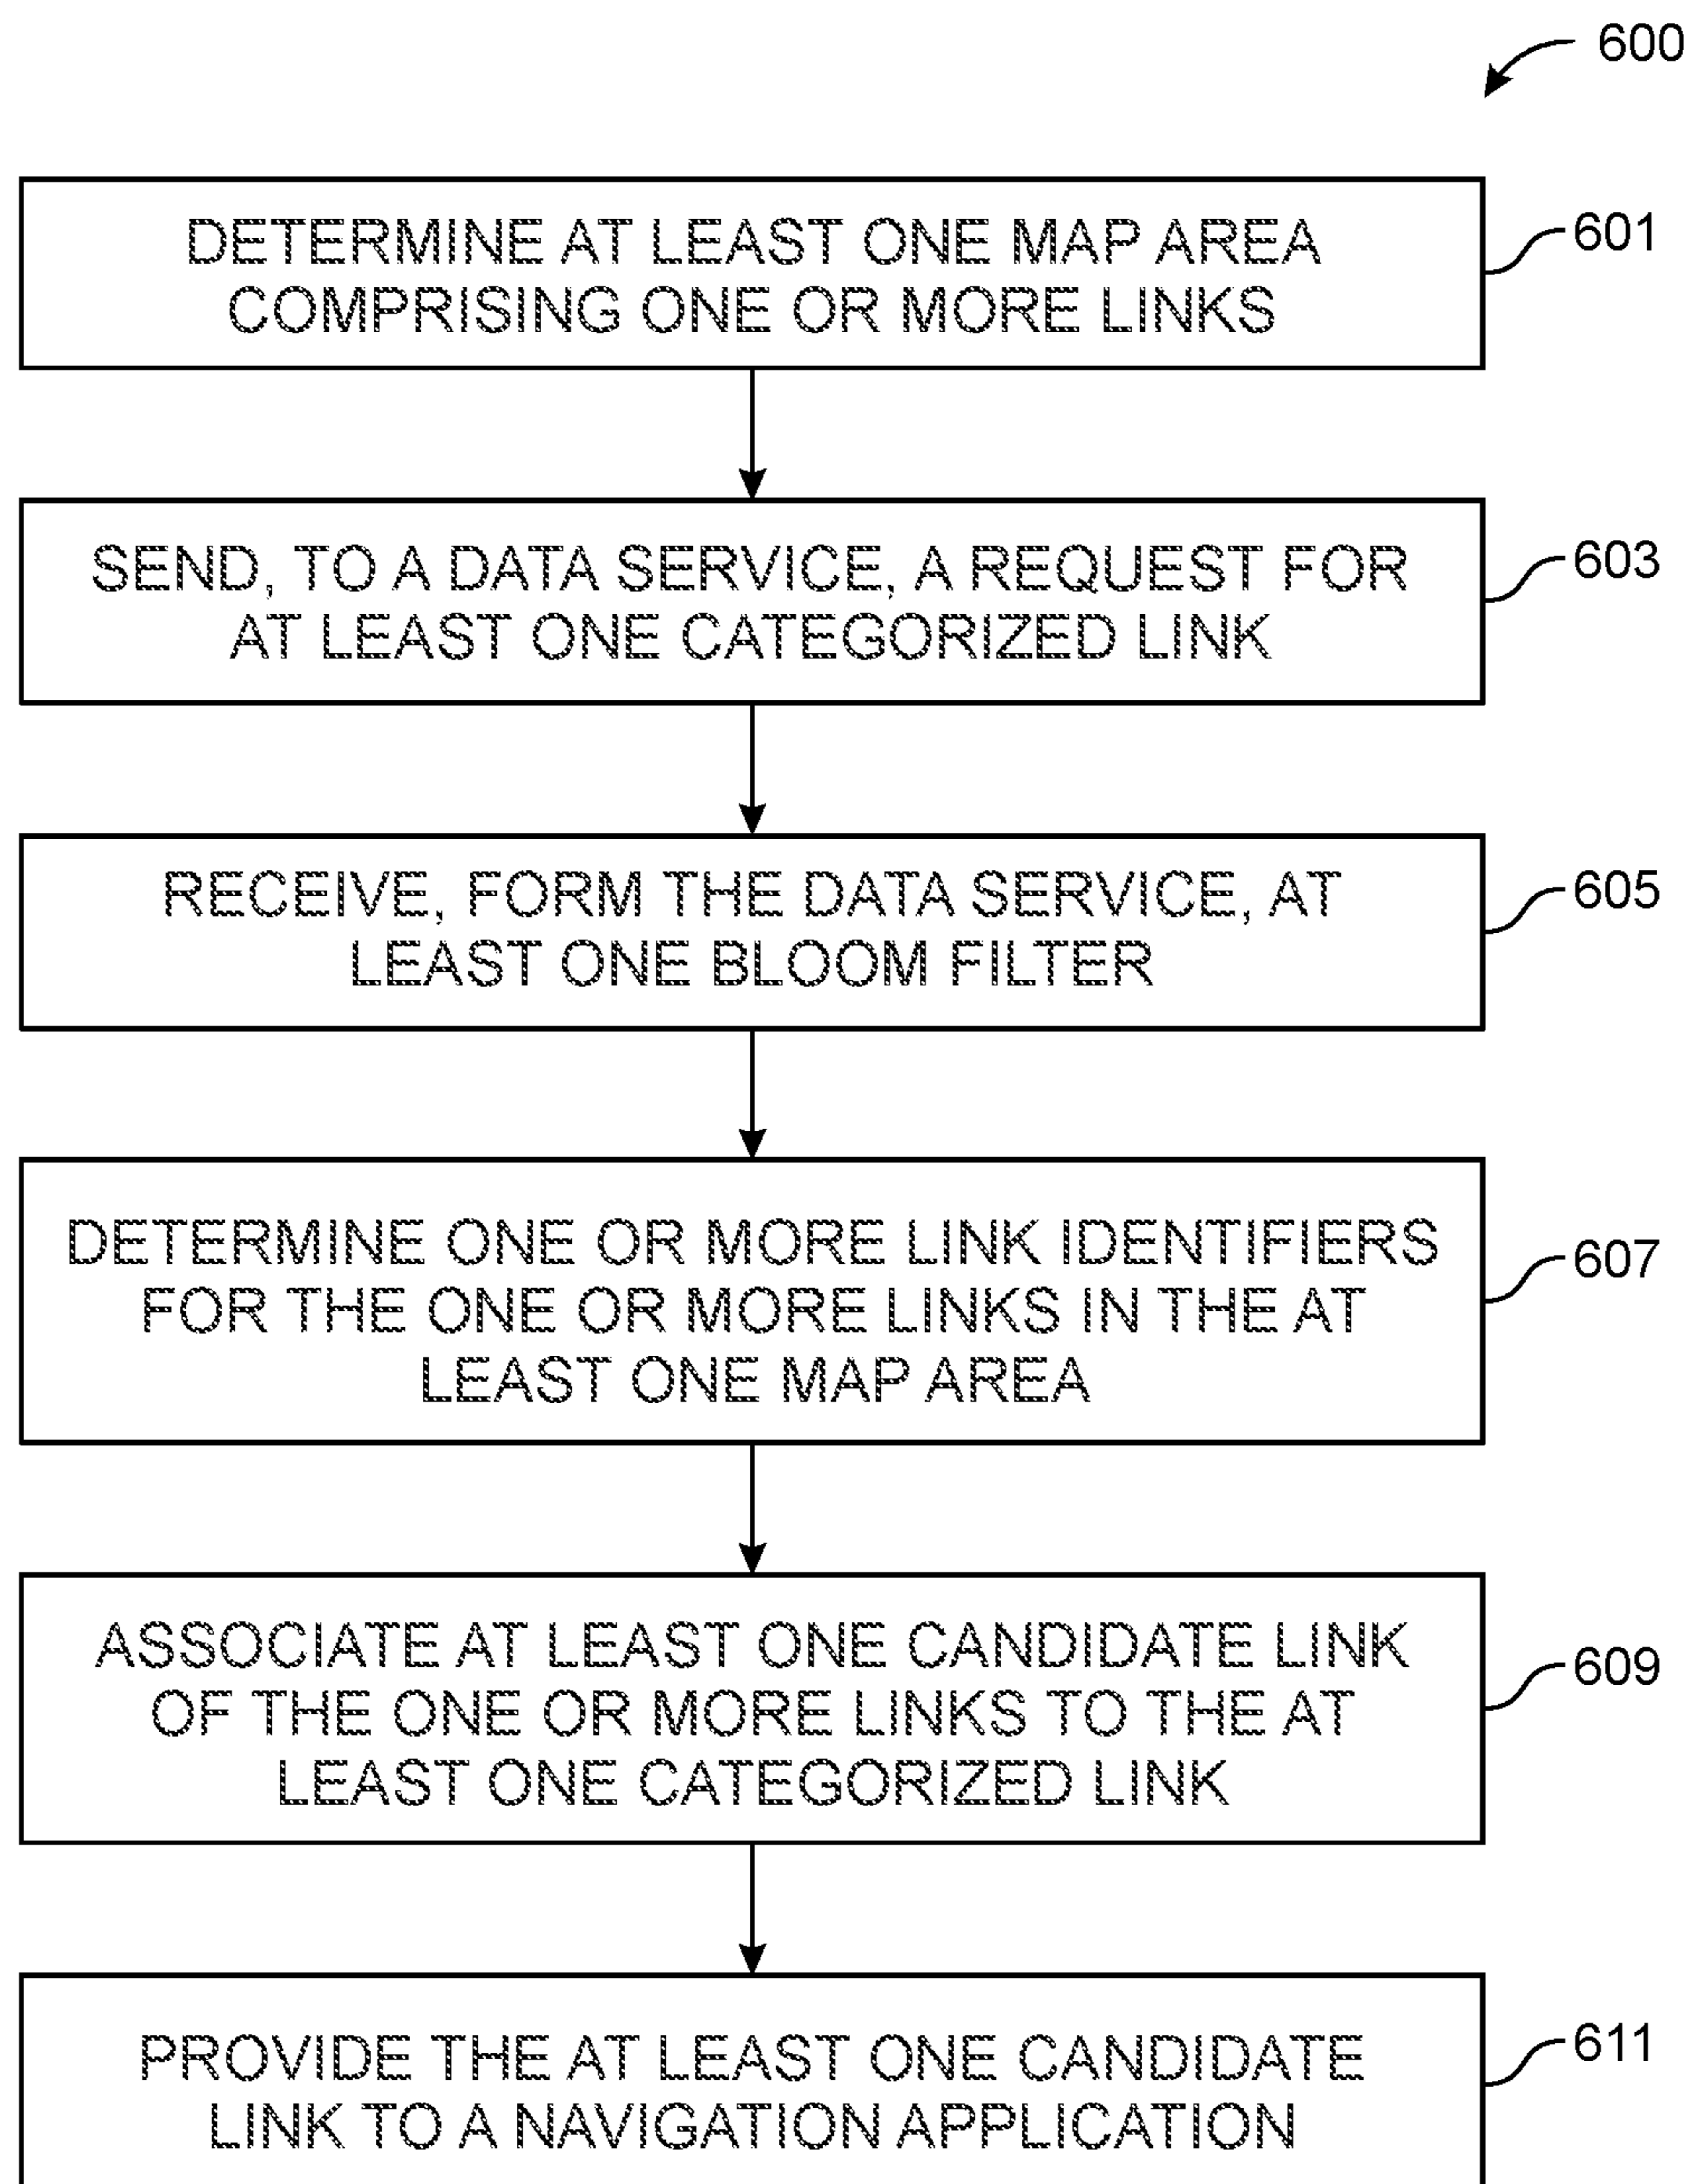 600
DETERMINE AT LEAST ONE MAP AREA
COMPRISING ONE OR MORE LINKS
601
SEND, TO A DATA SERVICE, A REQUEST FOR
AT LEAST ONE CATEGORIZED LINK
603
RECEIVE, FORM THE DATA SERVICE, AT
LEAST ONE BLOOM FILTER
605
DETERMINE ONE OR MORE LINK IDENTIFIERS
FOR THE ONE OR MORE LINKS IN THE AT
LEAST ONE MAP AREA
607
ASSOCIATE AT LEAST ONE CANDIDATE LINK
OF THE ONE OR MORE LINKS TO THE AT
LEAST ONE CATEGORIZED LINK
609
PROVIDE THE AT LEAST ONE CANDIDATE
LINK TO A NAVIGATION APPLICATION
611